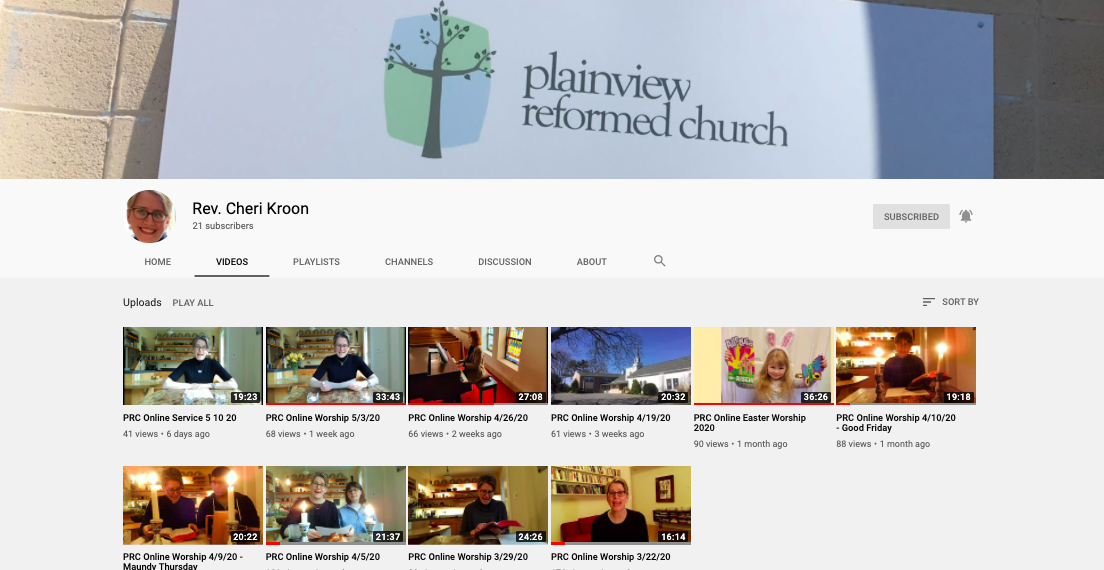 plainview
reformed church
Rev. Cheri Kroon
21 subscribers
SUBSCRIBED
HOME
VIDEOS
PLAYLISTS
CHANNELS
DISCUSSION
ABOUT
Uploads
PLAY ALL
SORT BY
19:23
33:43
27:08
20:32
36:26
19:18
PRC Online Service 5 10 20
41 views • 6 days ago
PRC Online Worship 5/3/20
68 views • 1 week ago
PRC Online Worship 4/26/20
66 views • 2 weeks ago
PRC Online Worship 4/19/20
61 views • 3 weeks ago
PRC Online Easter Worship
2020
90 views • 1 month ago
PRC Online Worship 4/10/20
- Good Friday
88 views • 1 month ago
20:22
21:37
24:26
16:14
PRC Online Worship 4/9/20 -
Maundy Thursday
PRC Online Worship 4/5/20
PRC Online Worship 3/29/20
PRC Online Worship 3/22/20